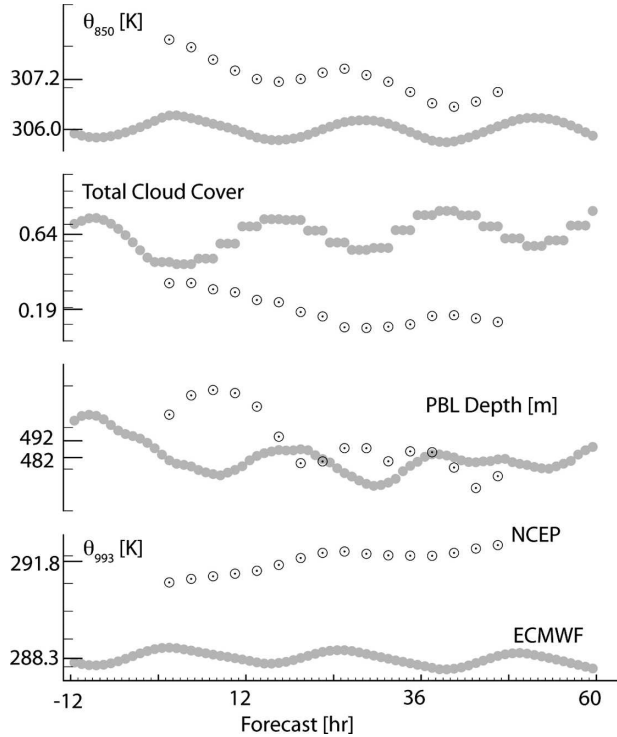 θ850 [K]
307.2
306.0
Total Cloud Cover
0.64
0.19
PBL Depth [m]
492
482
θ993 [K]
NCEP
291.8
ECMWF
288.3
-12 12 36 60
Forecast [hr]